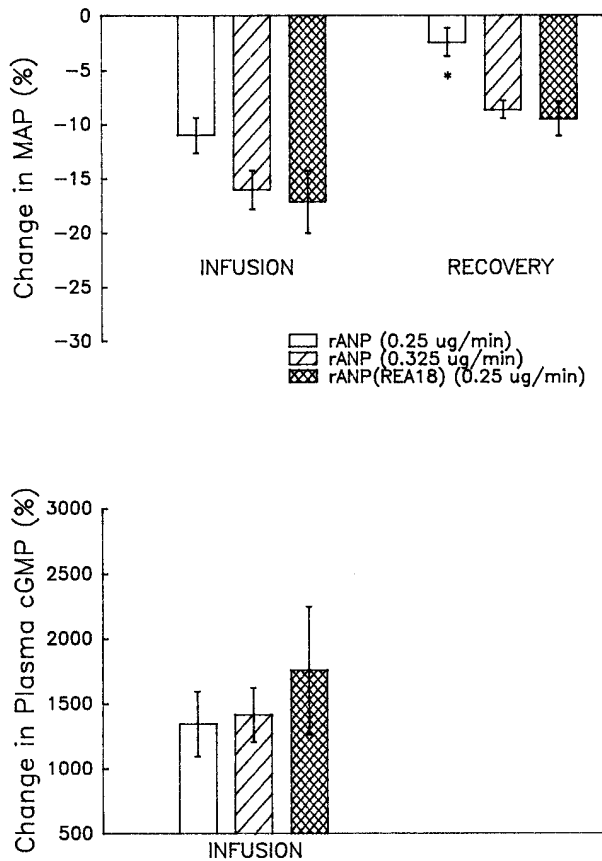 Change in MAP (%)
0
−5
−10
−15
−20
−25
−30
*
INFUSION
RECOVERY
rANP (0.25 ug/min)
rANP (0.325 ug/min)
rANP(REA18) (0.25 ug/min)
Change in Plasma cGMP (%)
3000
2500
2000
1500
1000
500
INFUSION